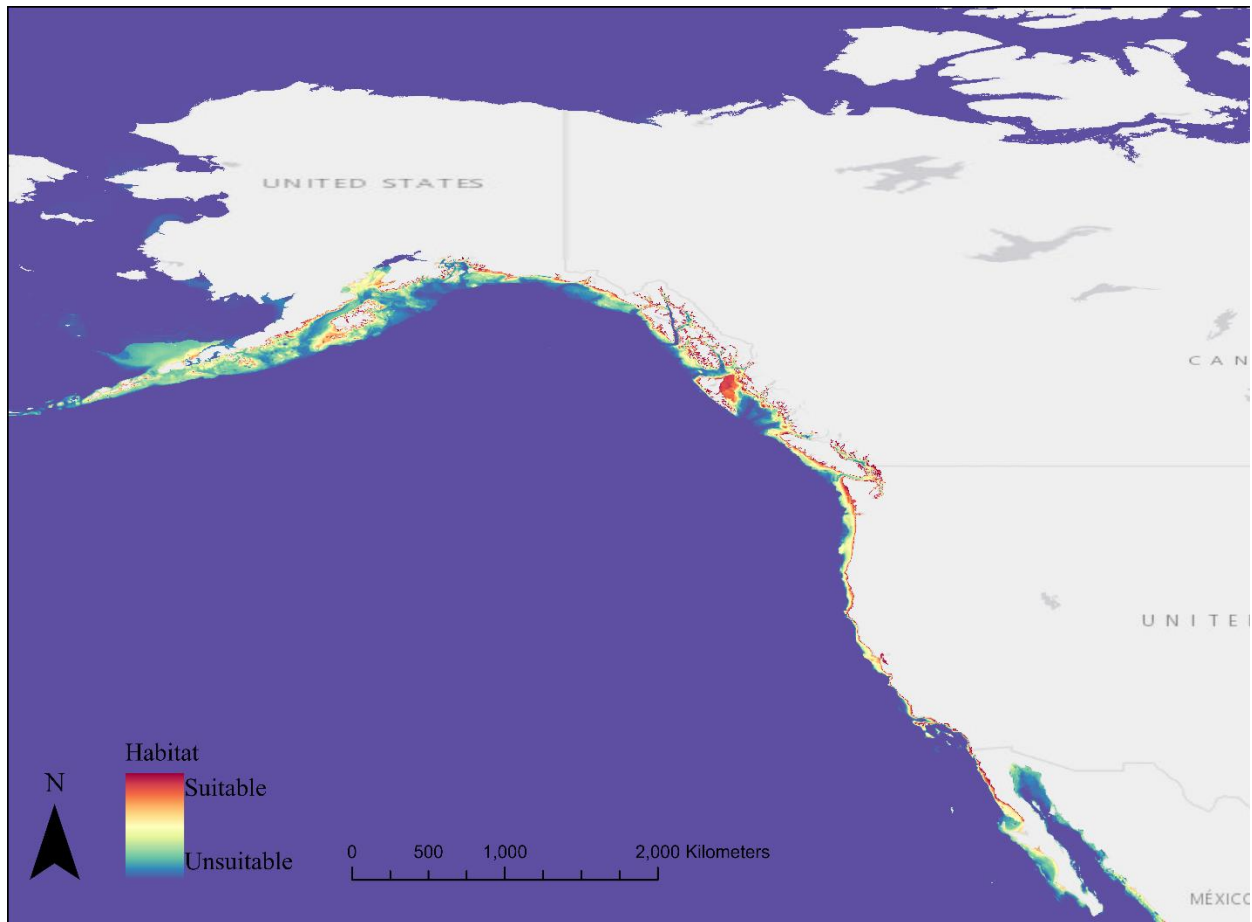 UNITED STATES
CAN
UNITE
Habitat
N
Suitable
Unsuitable
0 500 1,000 2,000 Kilometers
MÉXICO